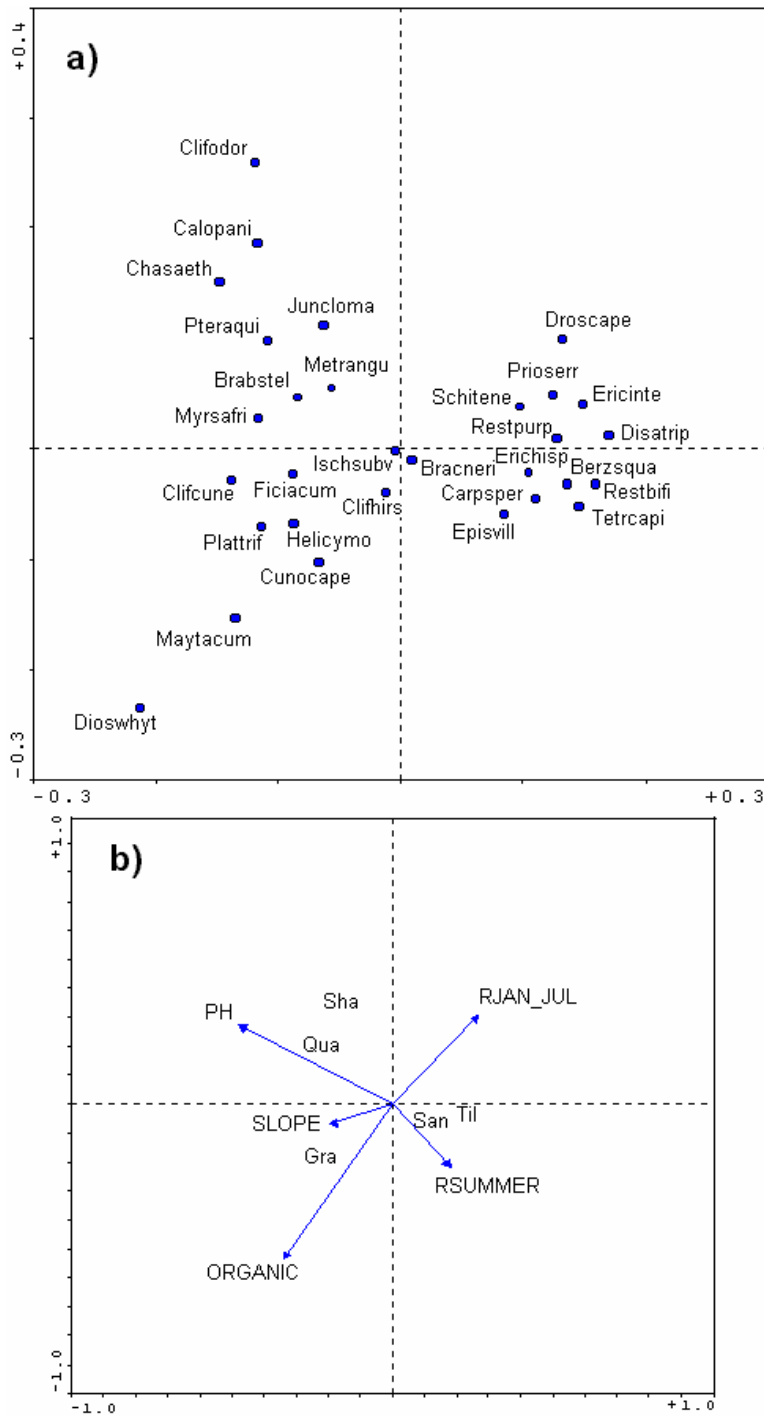 +0.4
a)
Clifodor
Calopani
Chasaeth
Juncloma
Pteraqui
Droscape
Metrangu
Prioserr
Brabstel
Schitene
Ericinte
Myrsafri
Restpurp
Disatrip
Ischsubv
Erichisp
Bracneri
Berzsqua
Clifcune
Ficiacum
Carpsper
Restbifi
Clifhirs
Tetrcapi
Plattrif
Helicymo
Episvill
Cunocape
Maytacum
Dioswhyt
-0.3
-0.3
+0.3
+1.0
b)
Sha
RJAN_JUL
PH
Qua
SLOPE
San
Til
Gra
RSUMMER
ORGANIC
-1.0
-1.0
+1.0